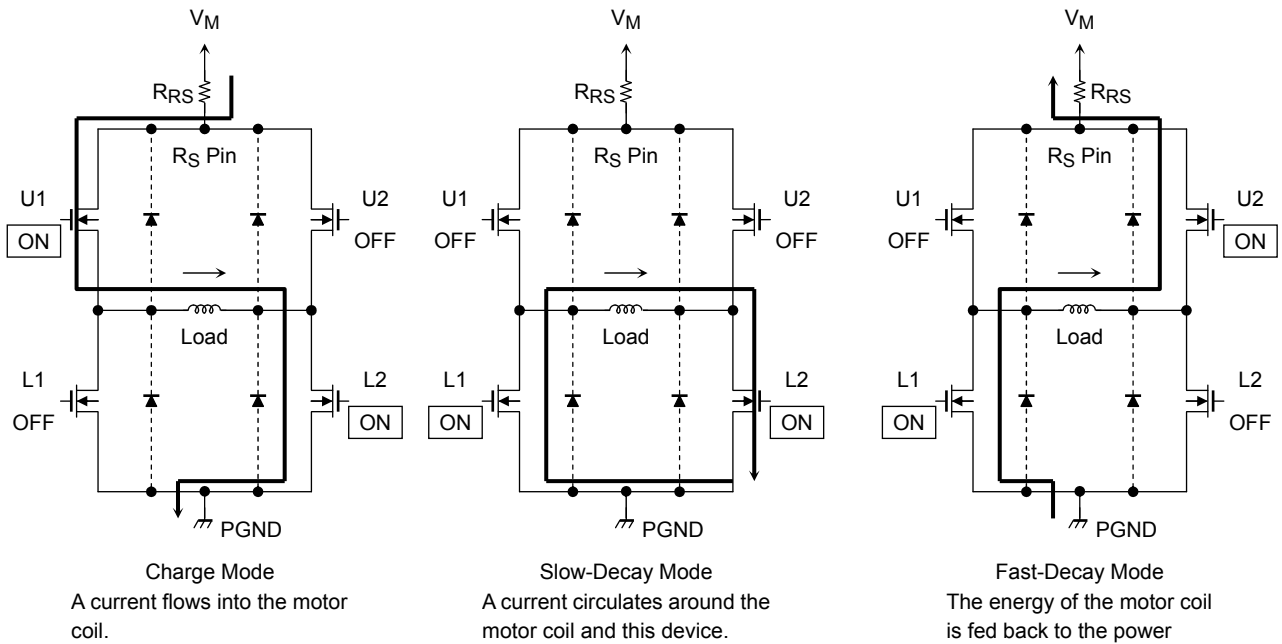 VM
RRS
RS Pin
U1
ON
U2
OFF
Load
L1
OFF
L2
ON
PGND
Charge Mode
A current flows into the motor
coil.
VM
RRS
RS Pin
U1
OFF
U2
OFF
Load
L1
ON
L2
ON
PGND
Slow-Decay Mode
A current circulates around the
motor coil and this device.
VM
RRS
RS Pin
U1
OFF
U2
ON
Load
L1
ON
L2
OFF
PGND
Fast-Decay Mode
The energy of the motor coil
is fed back to the power